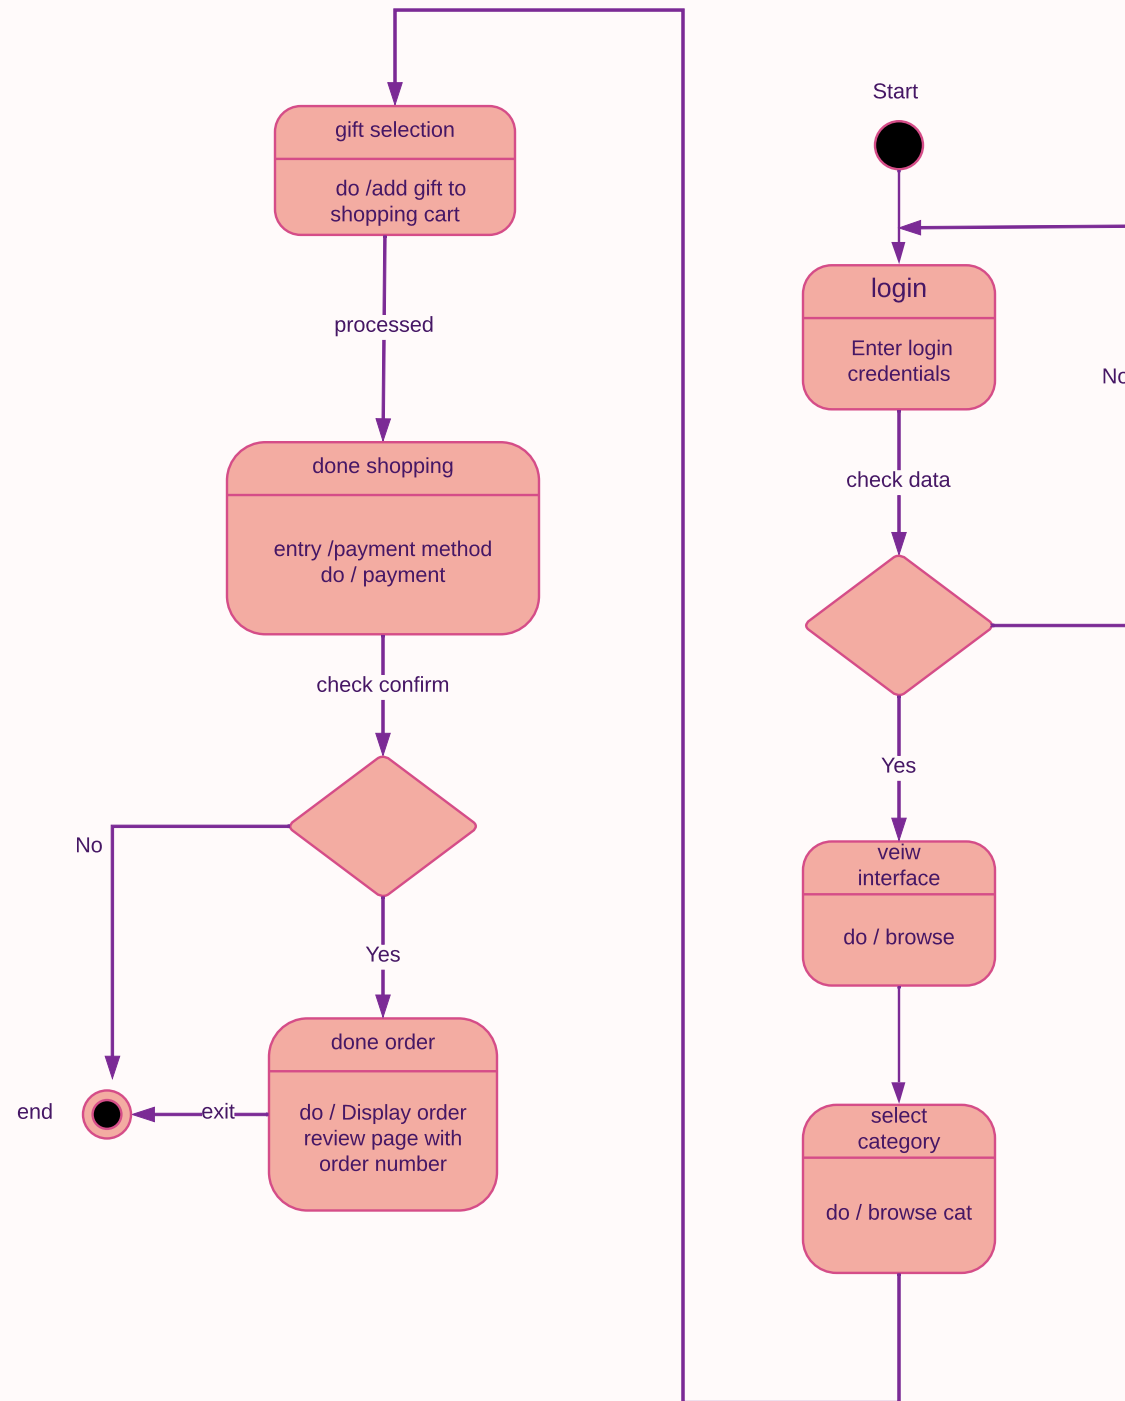 Start
login
Enter login
credentials
No
check data
Yes
veiw
interface
do / browse
select
category
do / browse cat
gift selection
do /add gift to
shopping cart
processed
done shopping
entry /payment method
do / payment
check confirm
No
Yes
done order
do / Display order
review page with
order number
exit
end